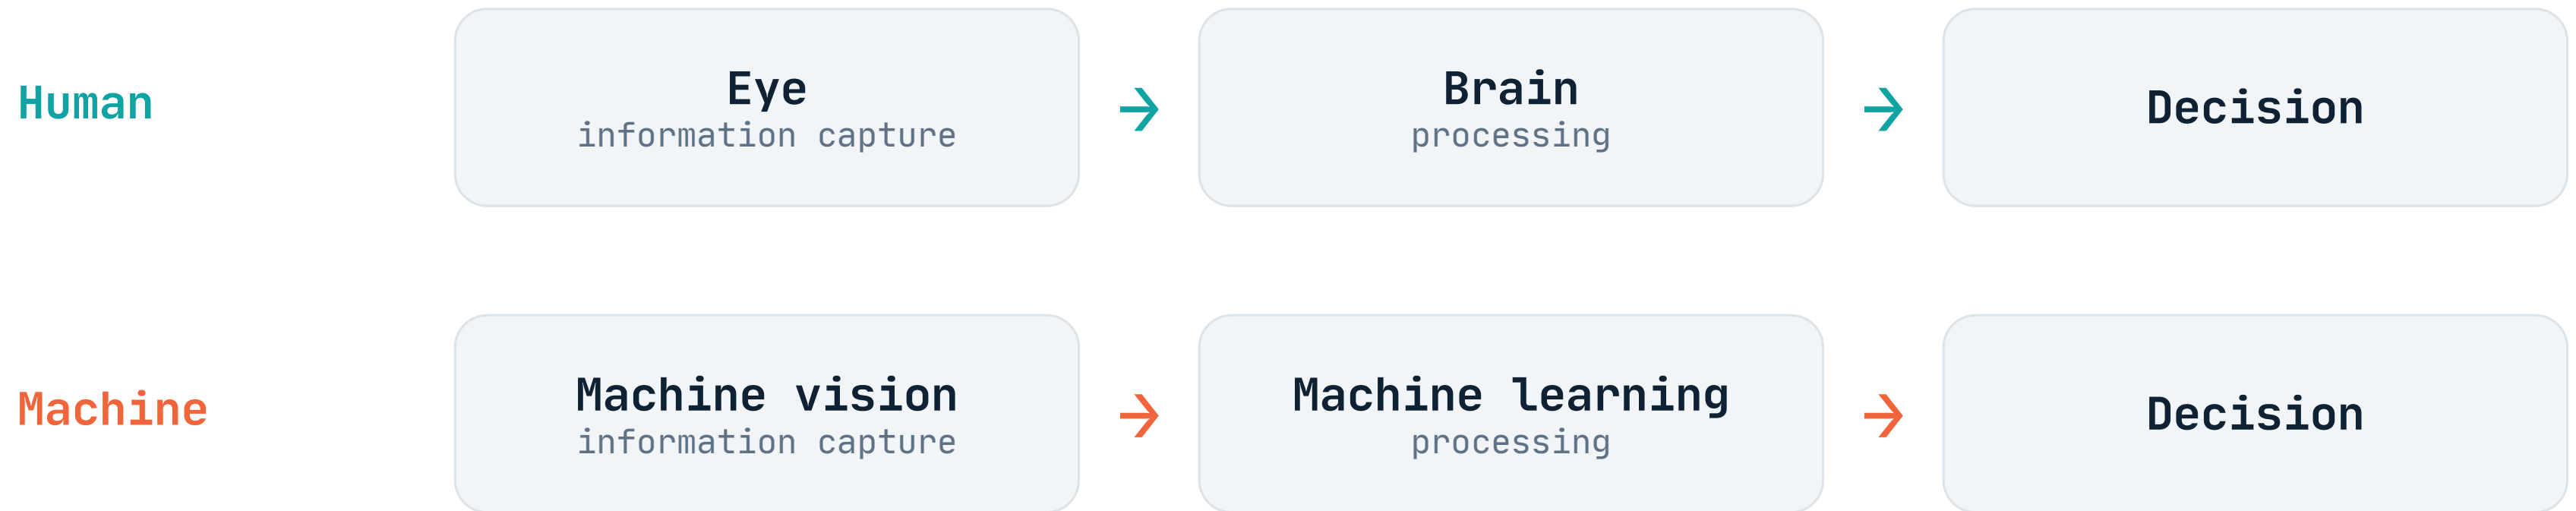 Human
Eye
information capture
→
Brain
processing
→
Decision
Machine
Machine vision
information capture
→
Machine learning
processing
→
Decision